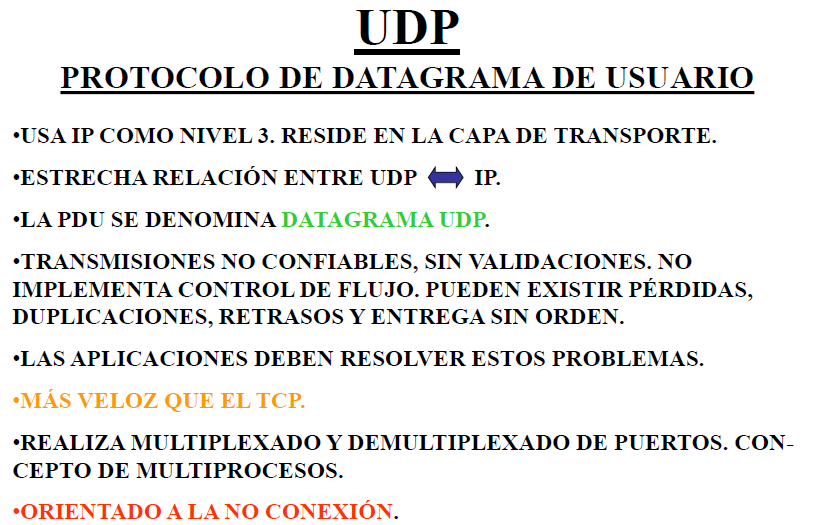 UDP
PROTOCOLO DE DATAGRAMA DE USUARIO
•USA IP COMO NIVEL 3. RESIDE EN LA CAPA DE TRANSPORTE.
•ESTRECHA RELACIÓN ENTRE UDP IP.
•LA PDU SE DENOMINA DATAGRAMA UDP.
•TRANSMISIONES NO CONFIABLES, SIN VALIDACIONES. NO
IMPLEMENTA CONTROL DE FLUJO. PUEDEN EXISTIR PÉRDIDAS,
DUPLICACIONES, RETRASOS Y ENTREGA SIN ORDEN.
•LAS APLICACIONES DEBEN RESOLVER ESTOS PROBLEMAS.
•MÁS VELOZ QUE EL TCP.
•REALIZA MULTIPLEXADO Y DEMULTIPLEXADO DE PUERTOS. CON-
CEPTO DE MULTIPROCESOS.
•ORIENTADO A LA NO CONEXIÓN.